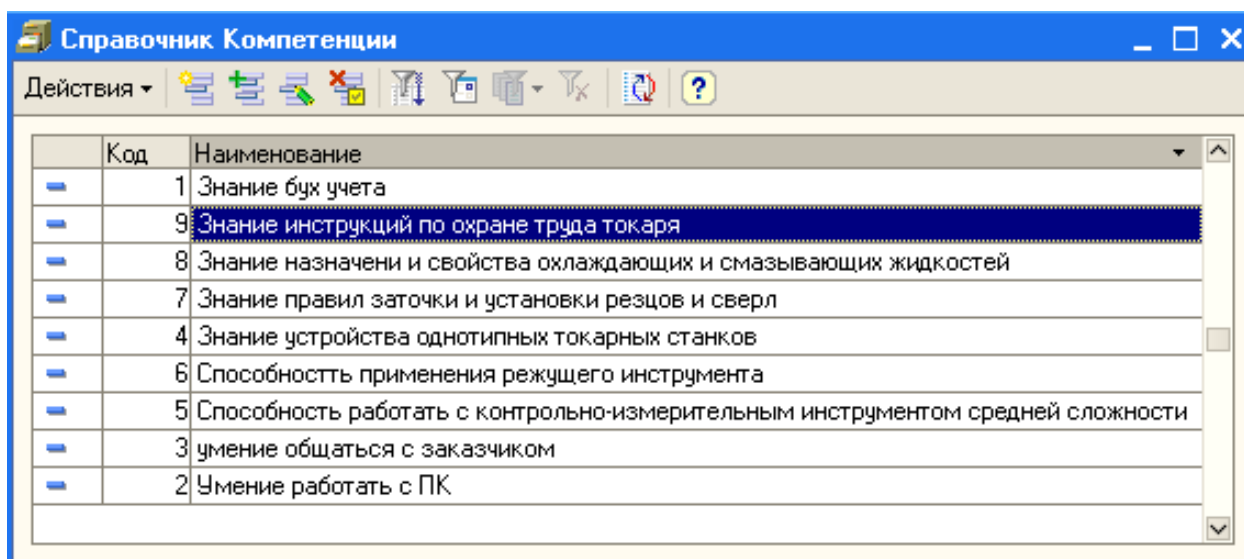 Справочник Компетенции
Действия
Код Наименование
1 Знание бух учета
9 Знание инструкций по охране труда токаря
8 Знание назначени и свойства охлаждающих и смазывающих жидкостей
7 Знание правил заточки и установки резцов и сверл
4 Знание устройства однотипных токарных станков
6 Способностть применения режущего инструмента
5 Способность работать с контрольно-измерительным инструментом средней сложности
3 умение общаться с заказчиком
2 Умение работать с ПК